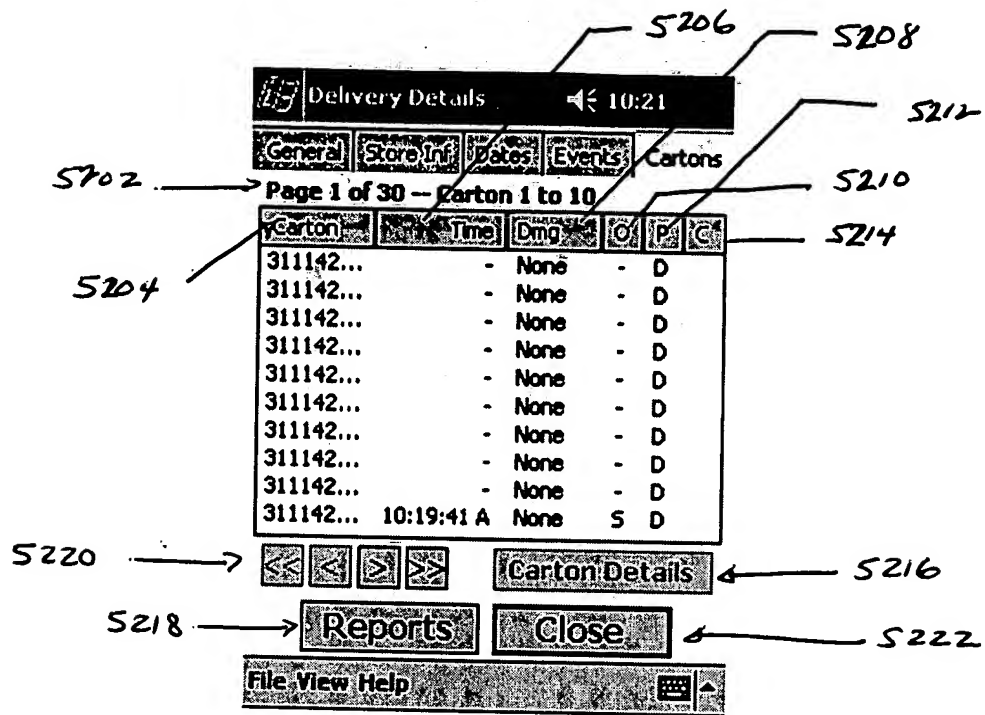 5206
5208
Delivery Details 10:21
5212
General Store Inf Dates Events Cartons
5202 Page 1 of 30 -- Carton 1 to 10 5210
Carton Time Dmg O P C 5214
5204
311142... - None - D
311142... - None - D
311142... - None - D
311142... - None - D
311142... - None - D
311142... - None - D
311142... - None - D
311142... - None - D
311142... - None - D
311142... 10:19:41 A None S D
5220 << < > >> Carton Details 5216
5218 Reports Close 5222
File View Help